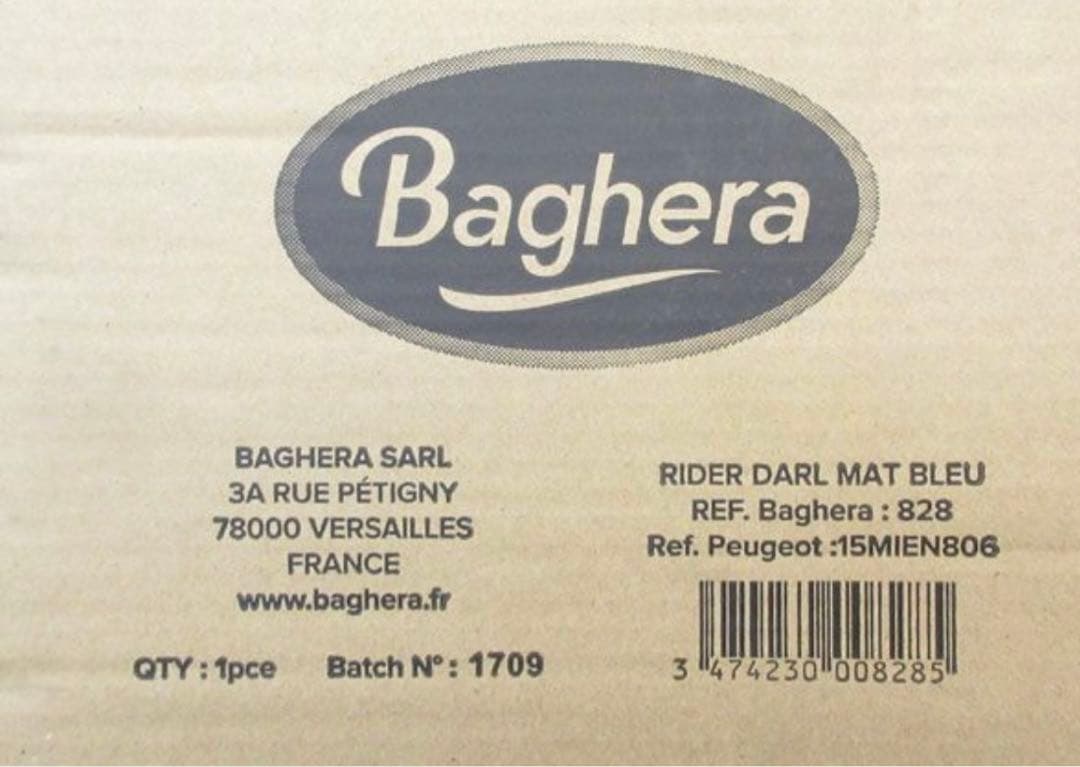 Baghera
BAGHERA SARL
3A RUE PÉTIGNY
78000 VERSAILLES
FRANCE
www.baghera.fr
QTY : 1pce Batch N° : 1709
RIDER DARL MAT BLEU
REF. Baghera : 828
Ref. Peugeot :15MIEN806
3 474230 008285